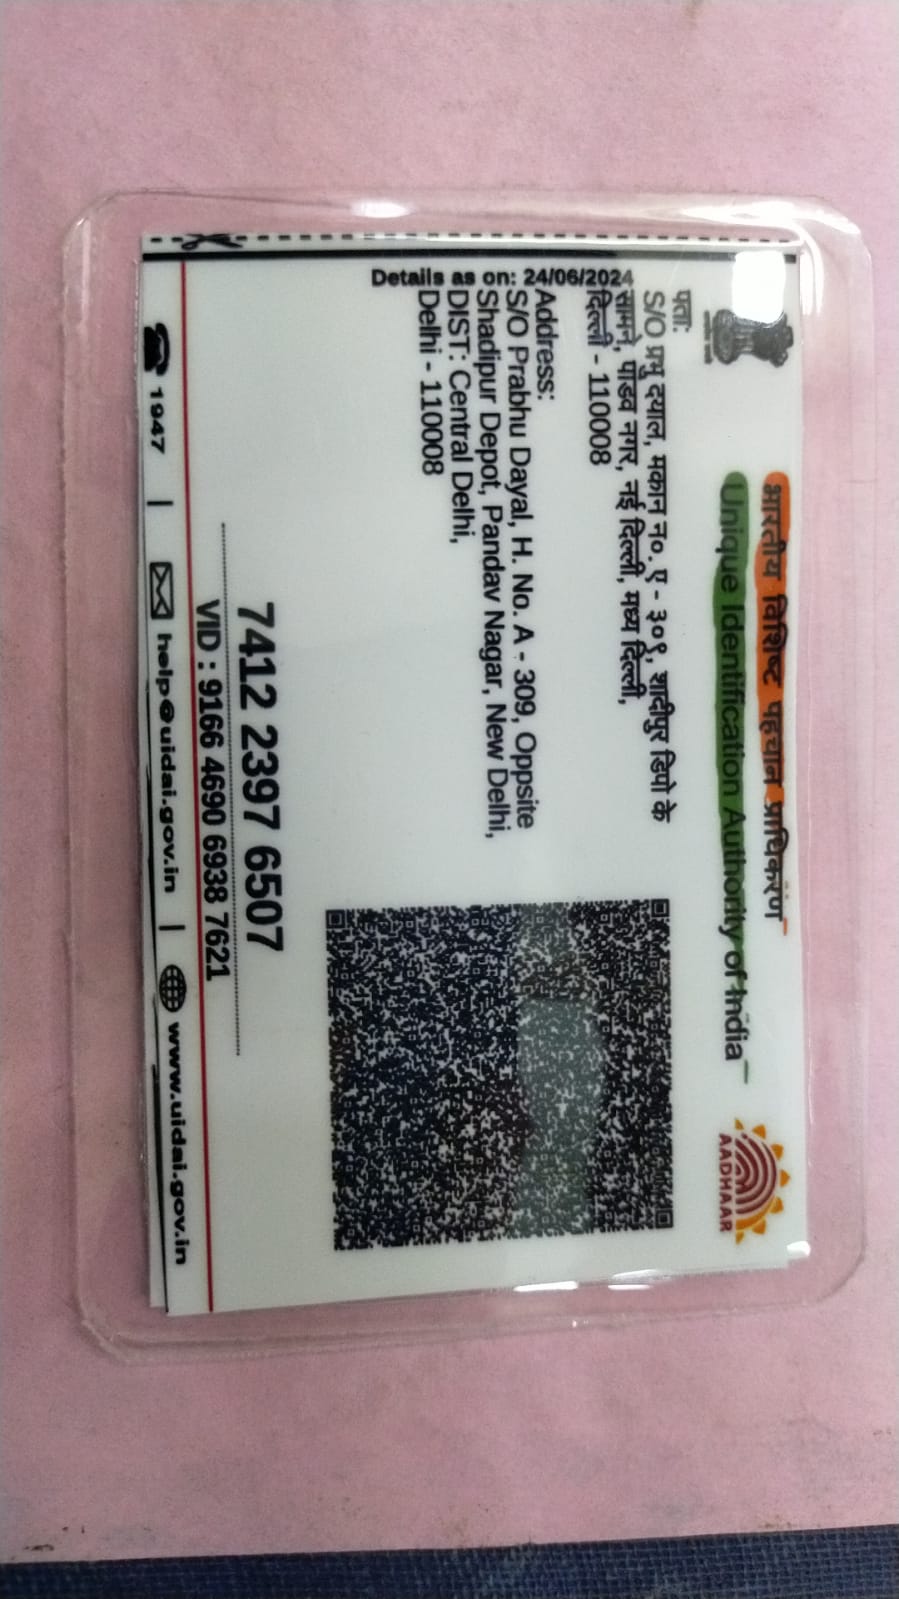 भारतीय विशिष्ट पहचान प्राधिकरण
Unique Identification Authority of India
AADHAAR
Details as on: 24/06/2024
पता:
S/O प्रभु दयाल, मकान न०. ए - ३०९, शादीपुर डिपो के
सामने, पांडव नगर, नई दिल्ली, मध्य दिल्ली,
दिल्ली - 110008
Address:
S/O Prabhu Dayal, H. No. A - 309, Oppsite
Shadipur Depot, Pandav Nagar, New Delhi,
DIST: Central Delhi,
Delhi - 110008
7412 2397 6507
VID : 9166 4690 6938 7621
1947 | help@uidai.gov.in | www.uidai.gov.in